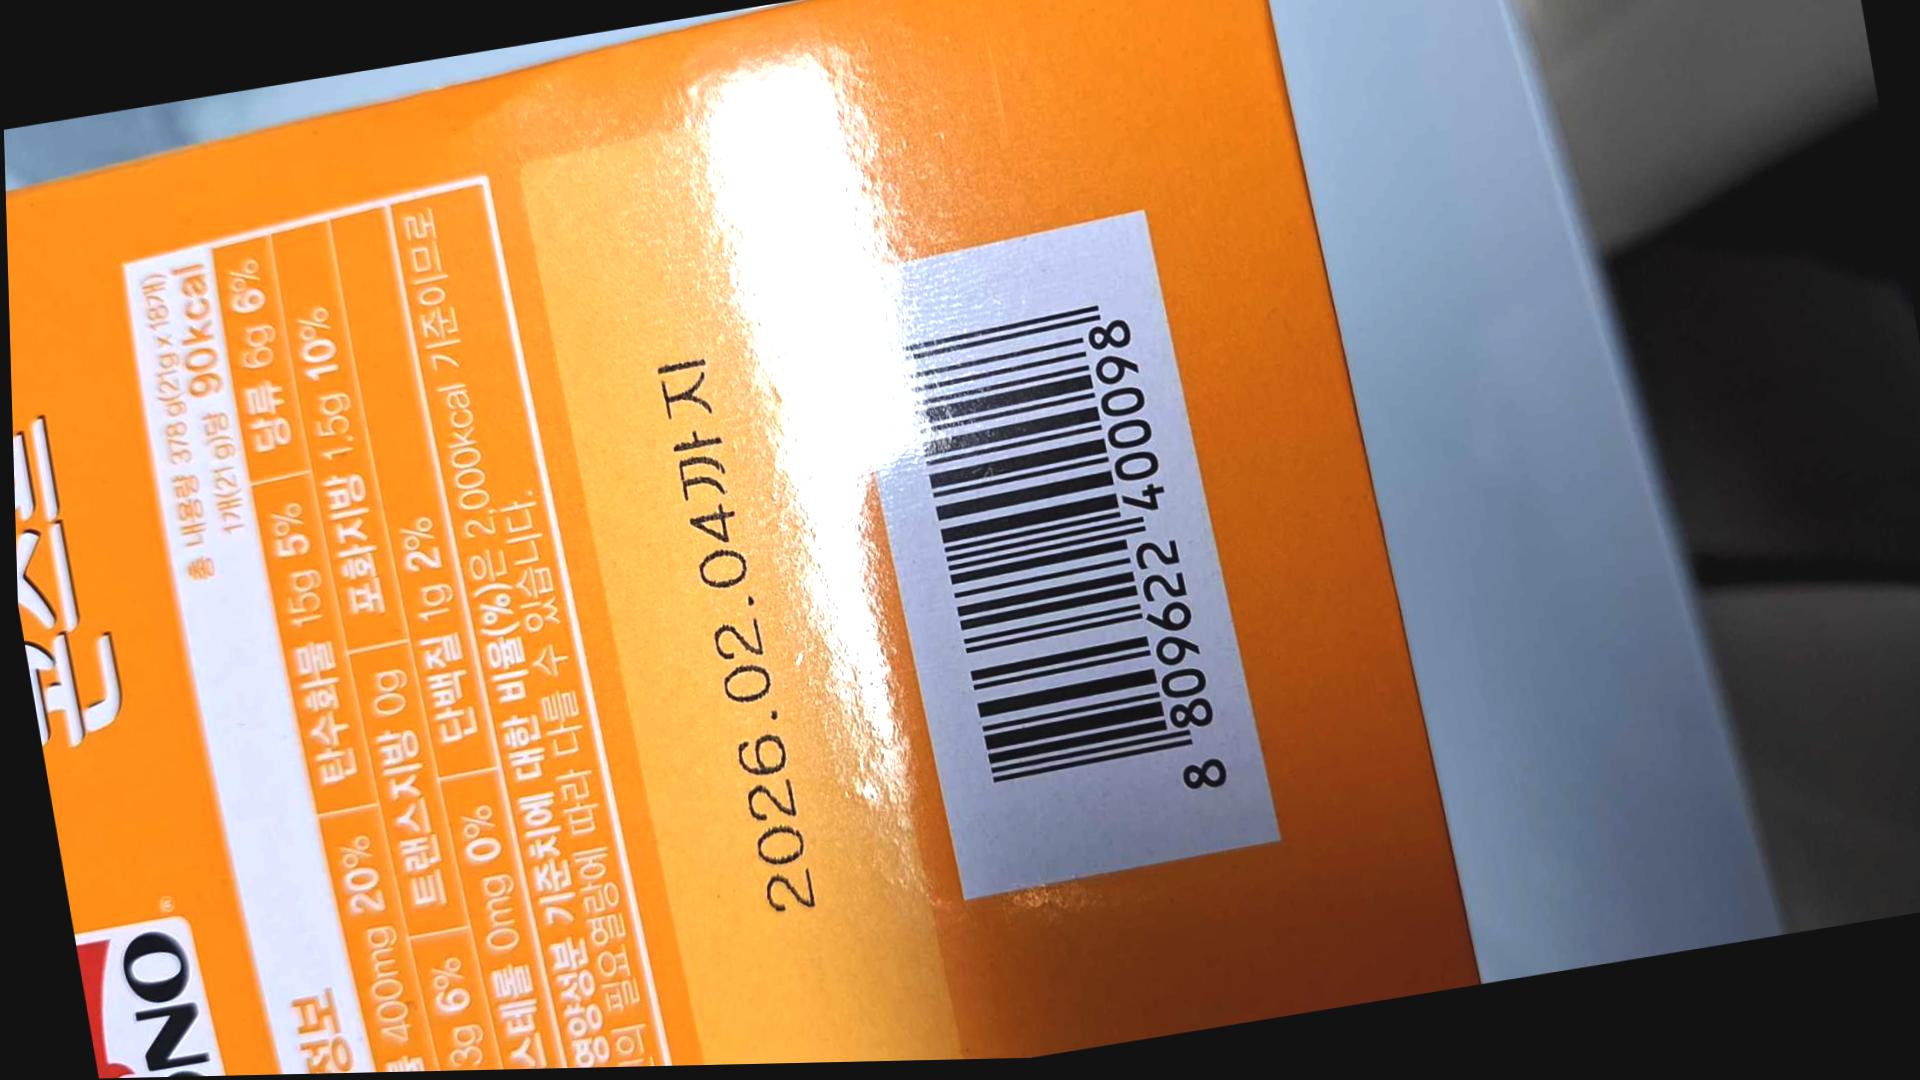 총 내용량 378 g(21g x 18개)
1개(21 g)당 90kcal
정보
400mg 20% 탄수화물 15g 5% 당류 6g 6%
3g 6% 트랜스지방 0g 포화지방 1.5g 10%
스테롤 0mg 0% 단백질 1g 2%
영양성분 기준치에 대한 비율(%)은 2,000kcal 기준이므로
의 필요열량에 따라 다를 수 있습니다.
2026.02.04까지
8 809622 400098